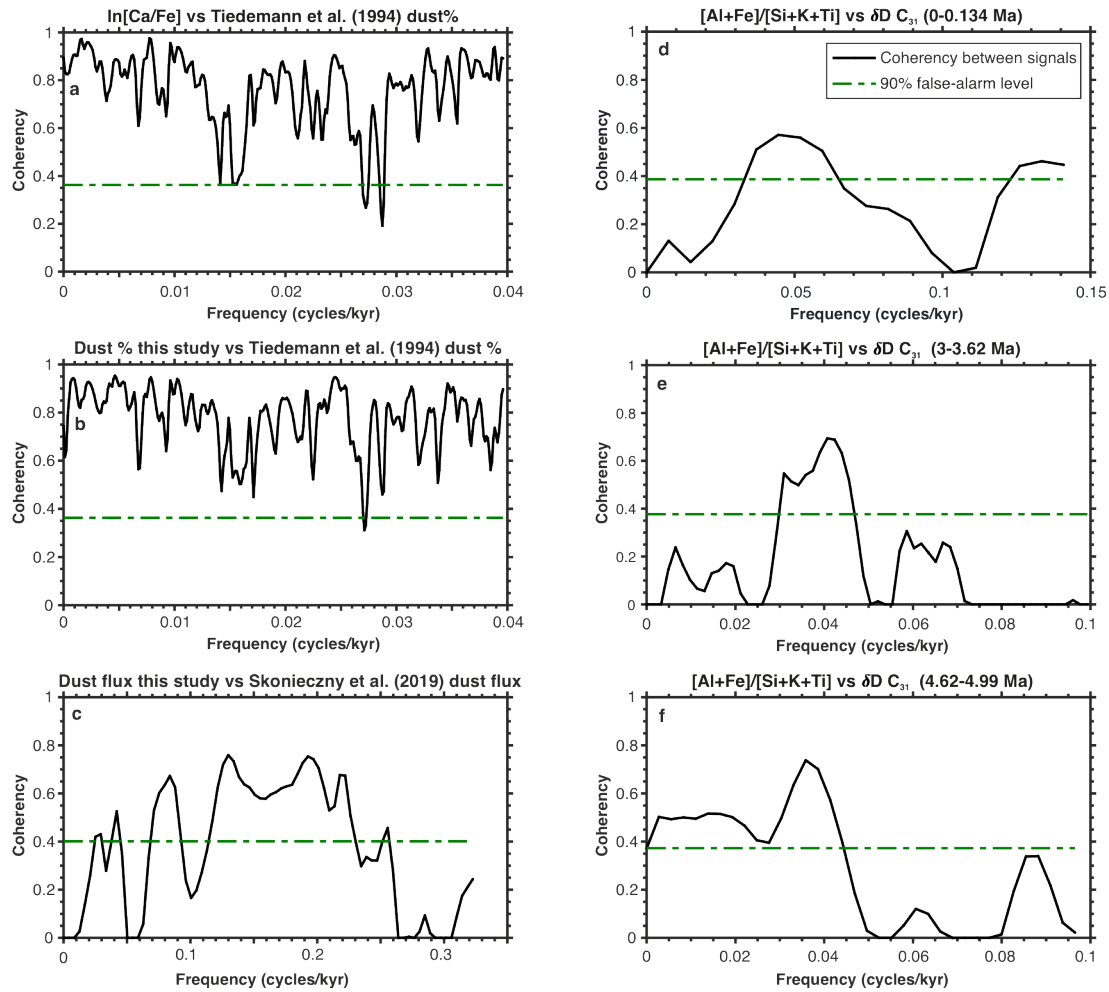 ln[Ca/Fe] vs Tiedemann et al. (1994) dust%
1
0.8
0.6
0.4
0.2
0
a
Coherency
0 0.01 0.02 0.03 0.04
Frequency (cycles/kyr)
[Al+Fe]/[Si+K+Ti] vs δD C₃₁ (0-0.134 Ma)
1
0.8
0.6
0.4
0.2
0
d
Coherency between signals
90% false-alarm level
Coherency
0 0.05 0.1 0.15
Frequency (cycles/kyr)
Dust % this study vs Tiedemann et al. (1994) dust %
1
0.8
0.6
0.4
0.2
0
b
Coherency
0 0.01 0.02 0.03 0.04
Frequency (cycles/kyr)
[Al+Fe]/[Si+K+Ti] vs δD C₃₁ (3-3.62 Ma)
1
0.8
0.6
0.4
0.2
0
e
Coherency
0 0.02 0.04 0.06 0.08 0.1
Frequency (cycles/kyr)
Dust flux this study vs Skonieczny et al. (2019) dust flux
1
0.8
0.6
0.4
0.2
0
c
Coherency
0 0.1 0.2 0.3
Frequency (cycles/kyr)
[Al+Fe]/[Si+K+Ti] vs δD C₃₁ (4.62-4.99 Ma)
1
0.8
0.6
0.4
0.2
0
f
Coherency
0 0.02 0.04 0.06 0.08 0.1
Frequency (cycles/kyr)